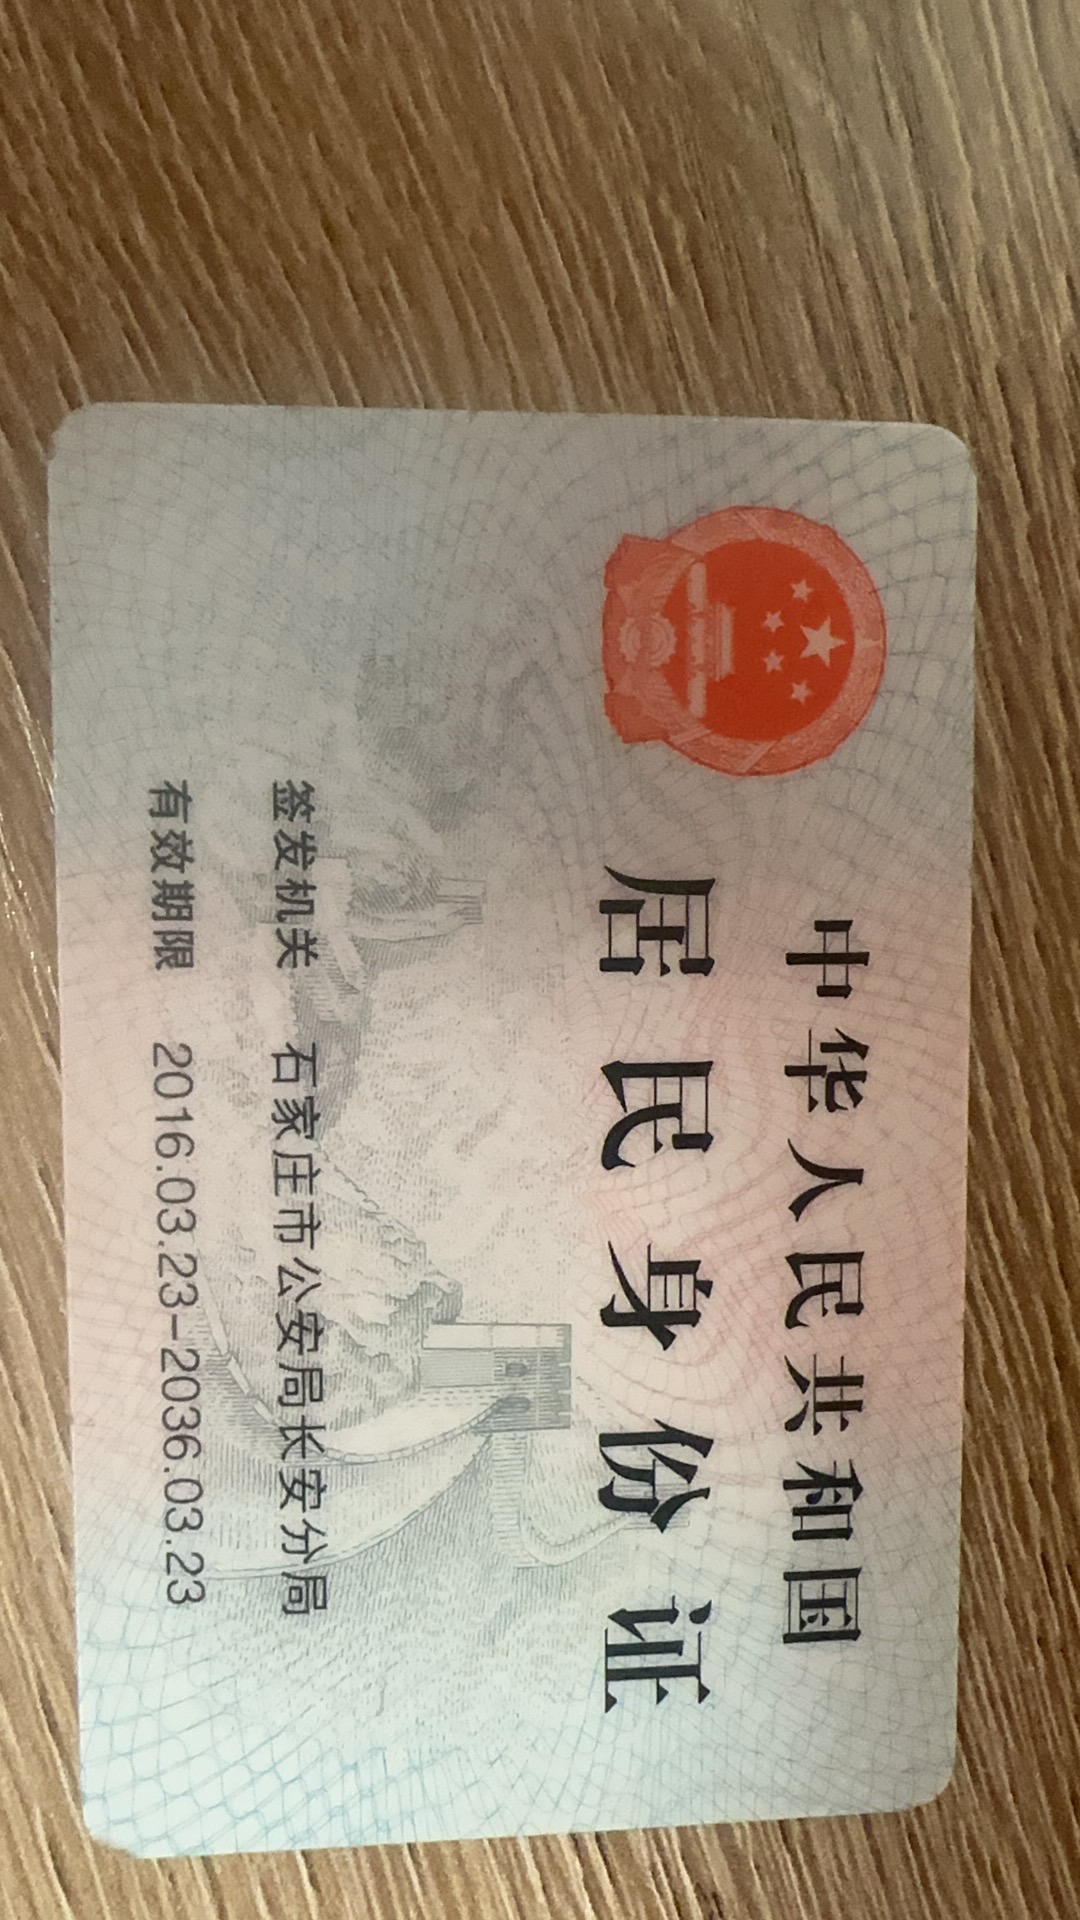 中华人民共和国
居民身份证
签发机关 石家庄市公安局长安分局
有效期限 2016.03.23-2036.03.23